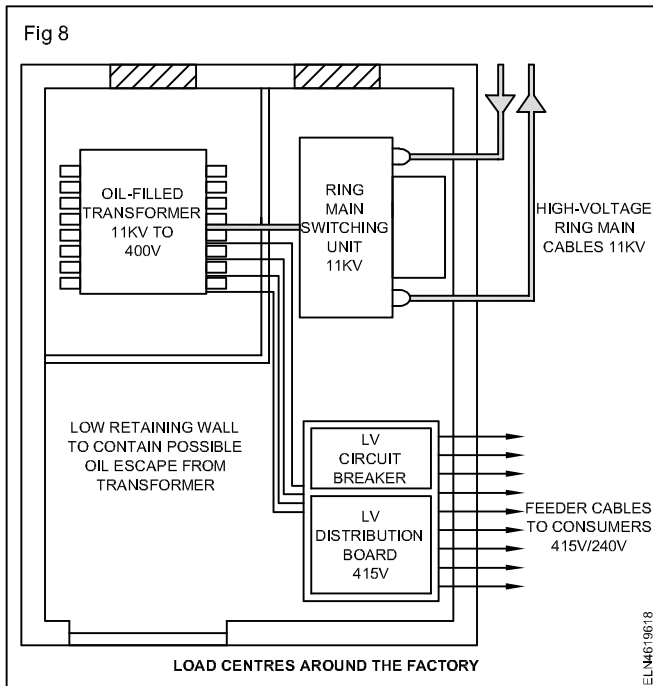 Fig 8
OIL-FILLED
TRANSFORMER
11KV TO
400V
RING
MAIN
SWITCHING
UNIT
11KV
HIGH-VOLTAGE
RING MAIN
CABLES 11KV
LOW RETAINING WALL
TO CONTAIN POSSIBLE
OIL ESCAPE FROM
TRANSFORMER
LV
CIRCUIT
BREAKER
LV
DISTRIBUTION
BOARD
415V
FEEDER CABLES
TO CONSUMERS
415V/240V
LOAD CENTRES AROUND THE FACTORY
ELN4619618